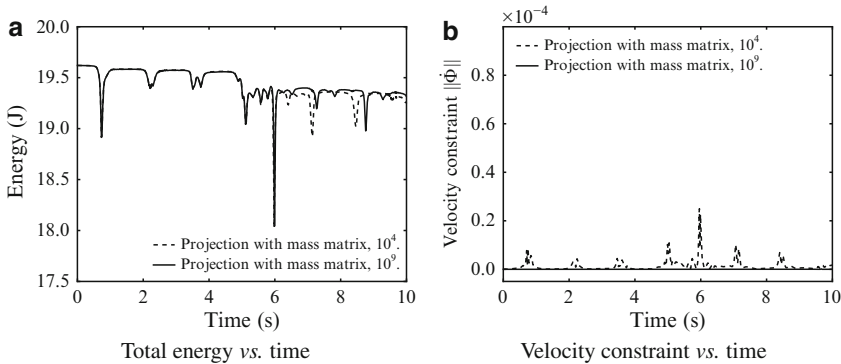 a
20.0
19.5
19.0
18.5
18.0
17.5
Energy (J)
Projection with mass matrix, 10⁴.
Projection with mass matrix, 10⁹.
0 2 4 6 8 10
Time (s)
Total energy vs. time
b
×10⁻⁴
0.8
0.6
0.4
0.2
0.0
Velocity constraint ||Φ̇||
Projection with mass matrix, 10⁴.
Projection with mass matrix, 10⁹.
0 2 4 6 8 10
Time (s)
Velocity constraint vs. time